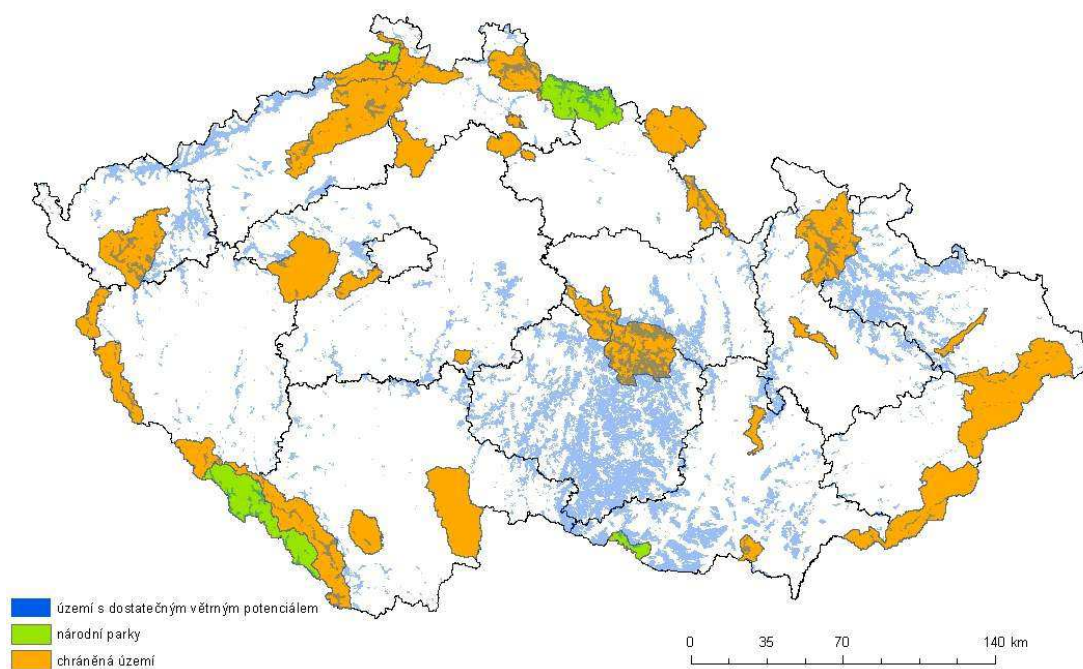 území s dostatečným větrným potenciálem
národní parky
chráněná území
0 35 70 140 km